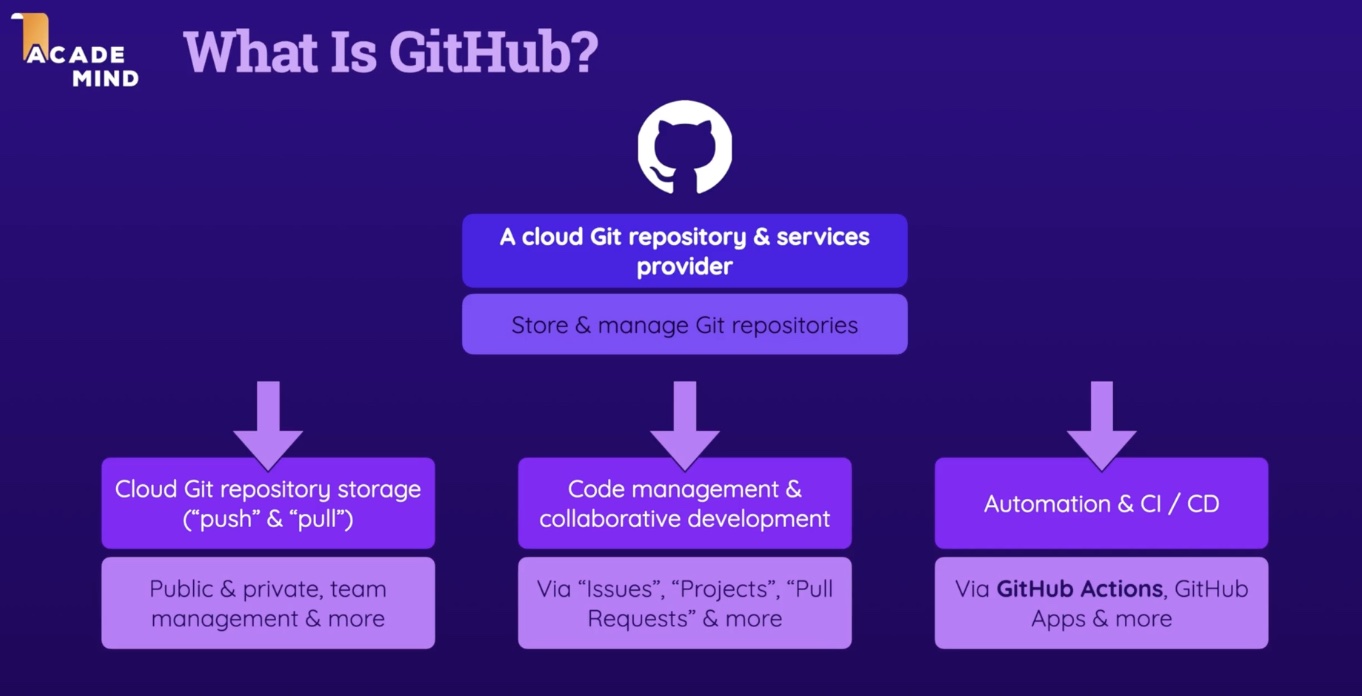 ACADE
MIND
What Is GitHub?
A cloud Git repository & services
provider
Store & manage Git repositories
Cloud Git repository storage
(“push” & “pull”)
Public & private, team
management & more
Code management &
collaborative development
Via “Issues”, “Projects”, “Pull
Requests” & more
Automation & CI / CD
Via GitHub Actions, GitHub
Apps & more